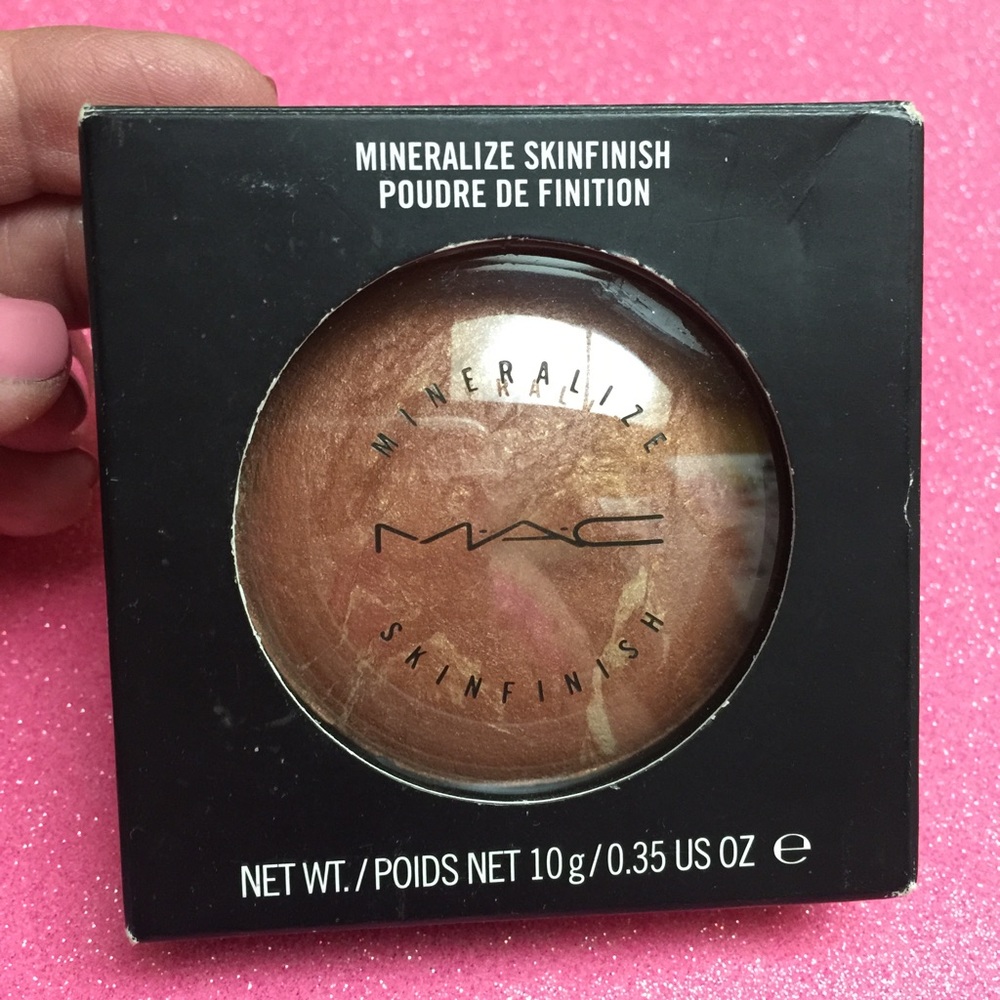 MINERALIZE SKINFINISH
POUDRE DE FINITION
MINERALIZE
M·A·C
SKINFINISH
NET WT. / POIDS NET 10 g / 0.35 US OZ ℮